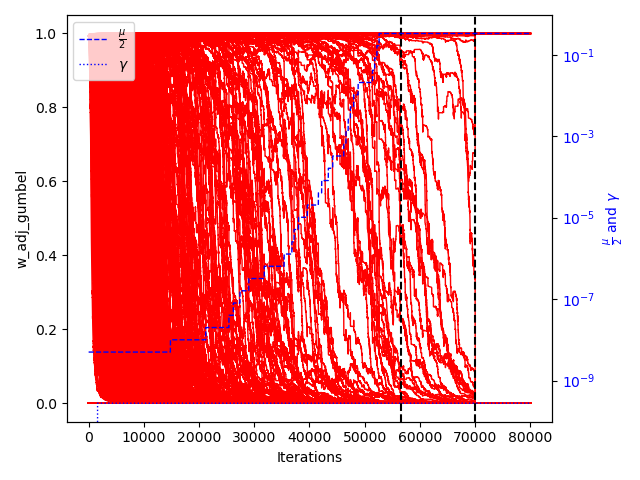 μ/2
γ
1.0
0.8
0.6
0.4
0.2
0.0
w_adj_gumbel
10⁻¹
10⁻³
10⁻⁵
10⁻⁷
10⁻⁹
μ/2 and γ
0 10000 20000 30000 40000 50000 60000 70000 80000
Iterations